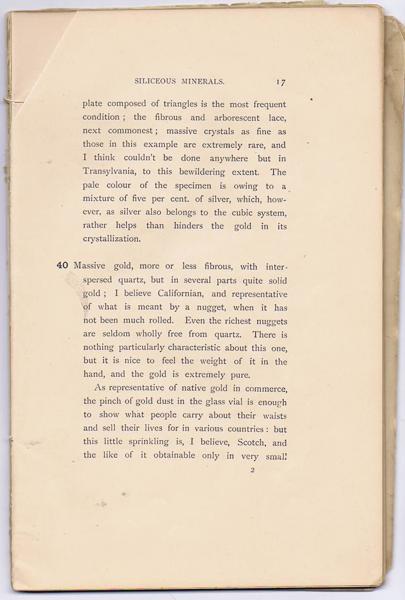 SILICEOUS MINERALS. 17
plate composed of triangles is the most frequent
condition ; the fibrous and arborescent lace,
next commonest ; massive crystals as fine as
those in this example are extremely rare, and
I think couldn't be done anywhere but in
Transylvania, to this bewildering extent. The
pale colour of the specimen is owing to a
mixture of five per cent. of silver, which, how-
ever, as silver also belongs to the cubic system,
rather helps than hinders the gold in its
crystallization.
40 Massive gold, more or less fibrous, with inter-
spersed quartz, but in several parts quite solid
gold ; I believe Californian, and representative
of what is meant by a nugget, when it has
not been much rolled. Even the richest nuggets
are seldom wholly free from quartz. There is
nothing particularly characteristic about this one,
but it is nice to feel the weight of it in the
hand, and the gold is extremely pure.
As representative of native gold in commerce,
the pinch of gold dust in the glass vial is enough
to show what people carry about their waists
and sell their lives for in various countries : but
this little sprinkling is, I believe, Scotch, and
the like of it obtainable only in very small
2